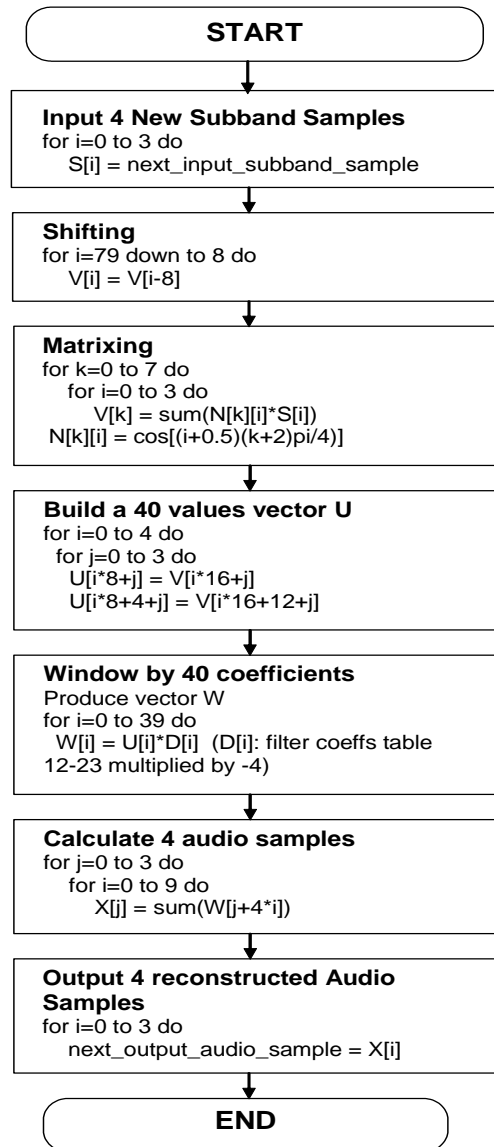 START
Input 4 New Subband Samples
for i=0 to 3 do
S[i] = next_input_subband_sample
Shifting
for i=79 down to 8 do
V[i] = V[i-8]
Matrixing
for k=0 to 7 do
for i=0 to 3 do
V[k] = sum(N[k][i]*S[i])
N[k][i] = cos[(i+0.5)(k+2)pi/4)]
Build a 40 values vector U
for i=0 to 4 do
for j=0 to 3 do
U[i*8+j] = V[i*16+j]
U[i*8+4+j] = V[i*16+12+j]
Window by 40 coefficients
Produce vector W
for i=0 to 39 do
W[i] = U[i]*D[i] (D[i]: filter coeffs table
12-23 multiplied by -4)
Calculate 4 audio samples
for j=0 to 3 do
for i=0 to 9 do
X[j] = sum(W[j+4*i])
Output 4 reconstructed Audio
Samples
for i=0 to 3 do
next_output_audio_sample = X[i]
END